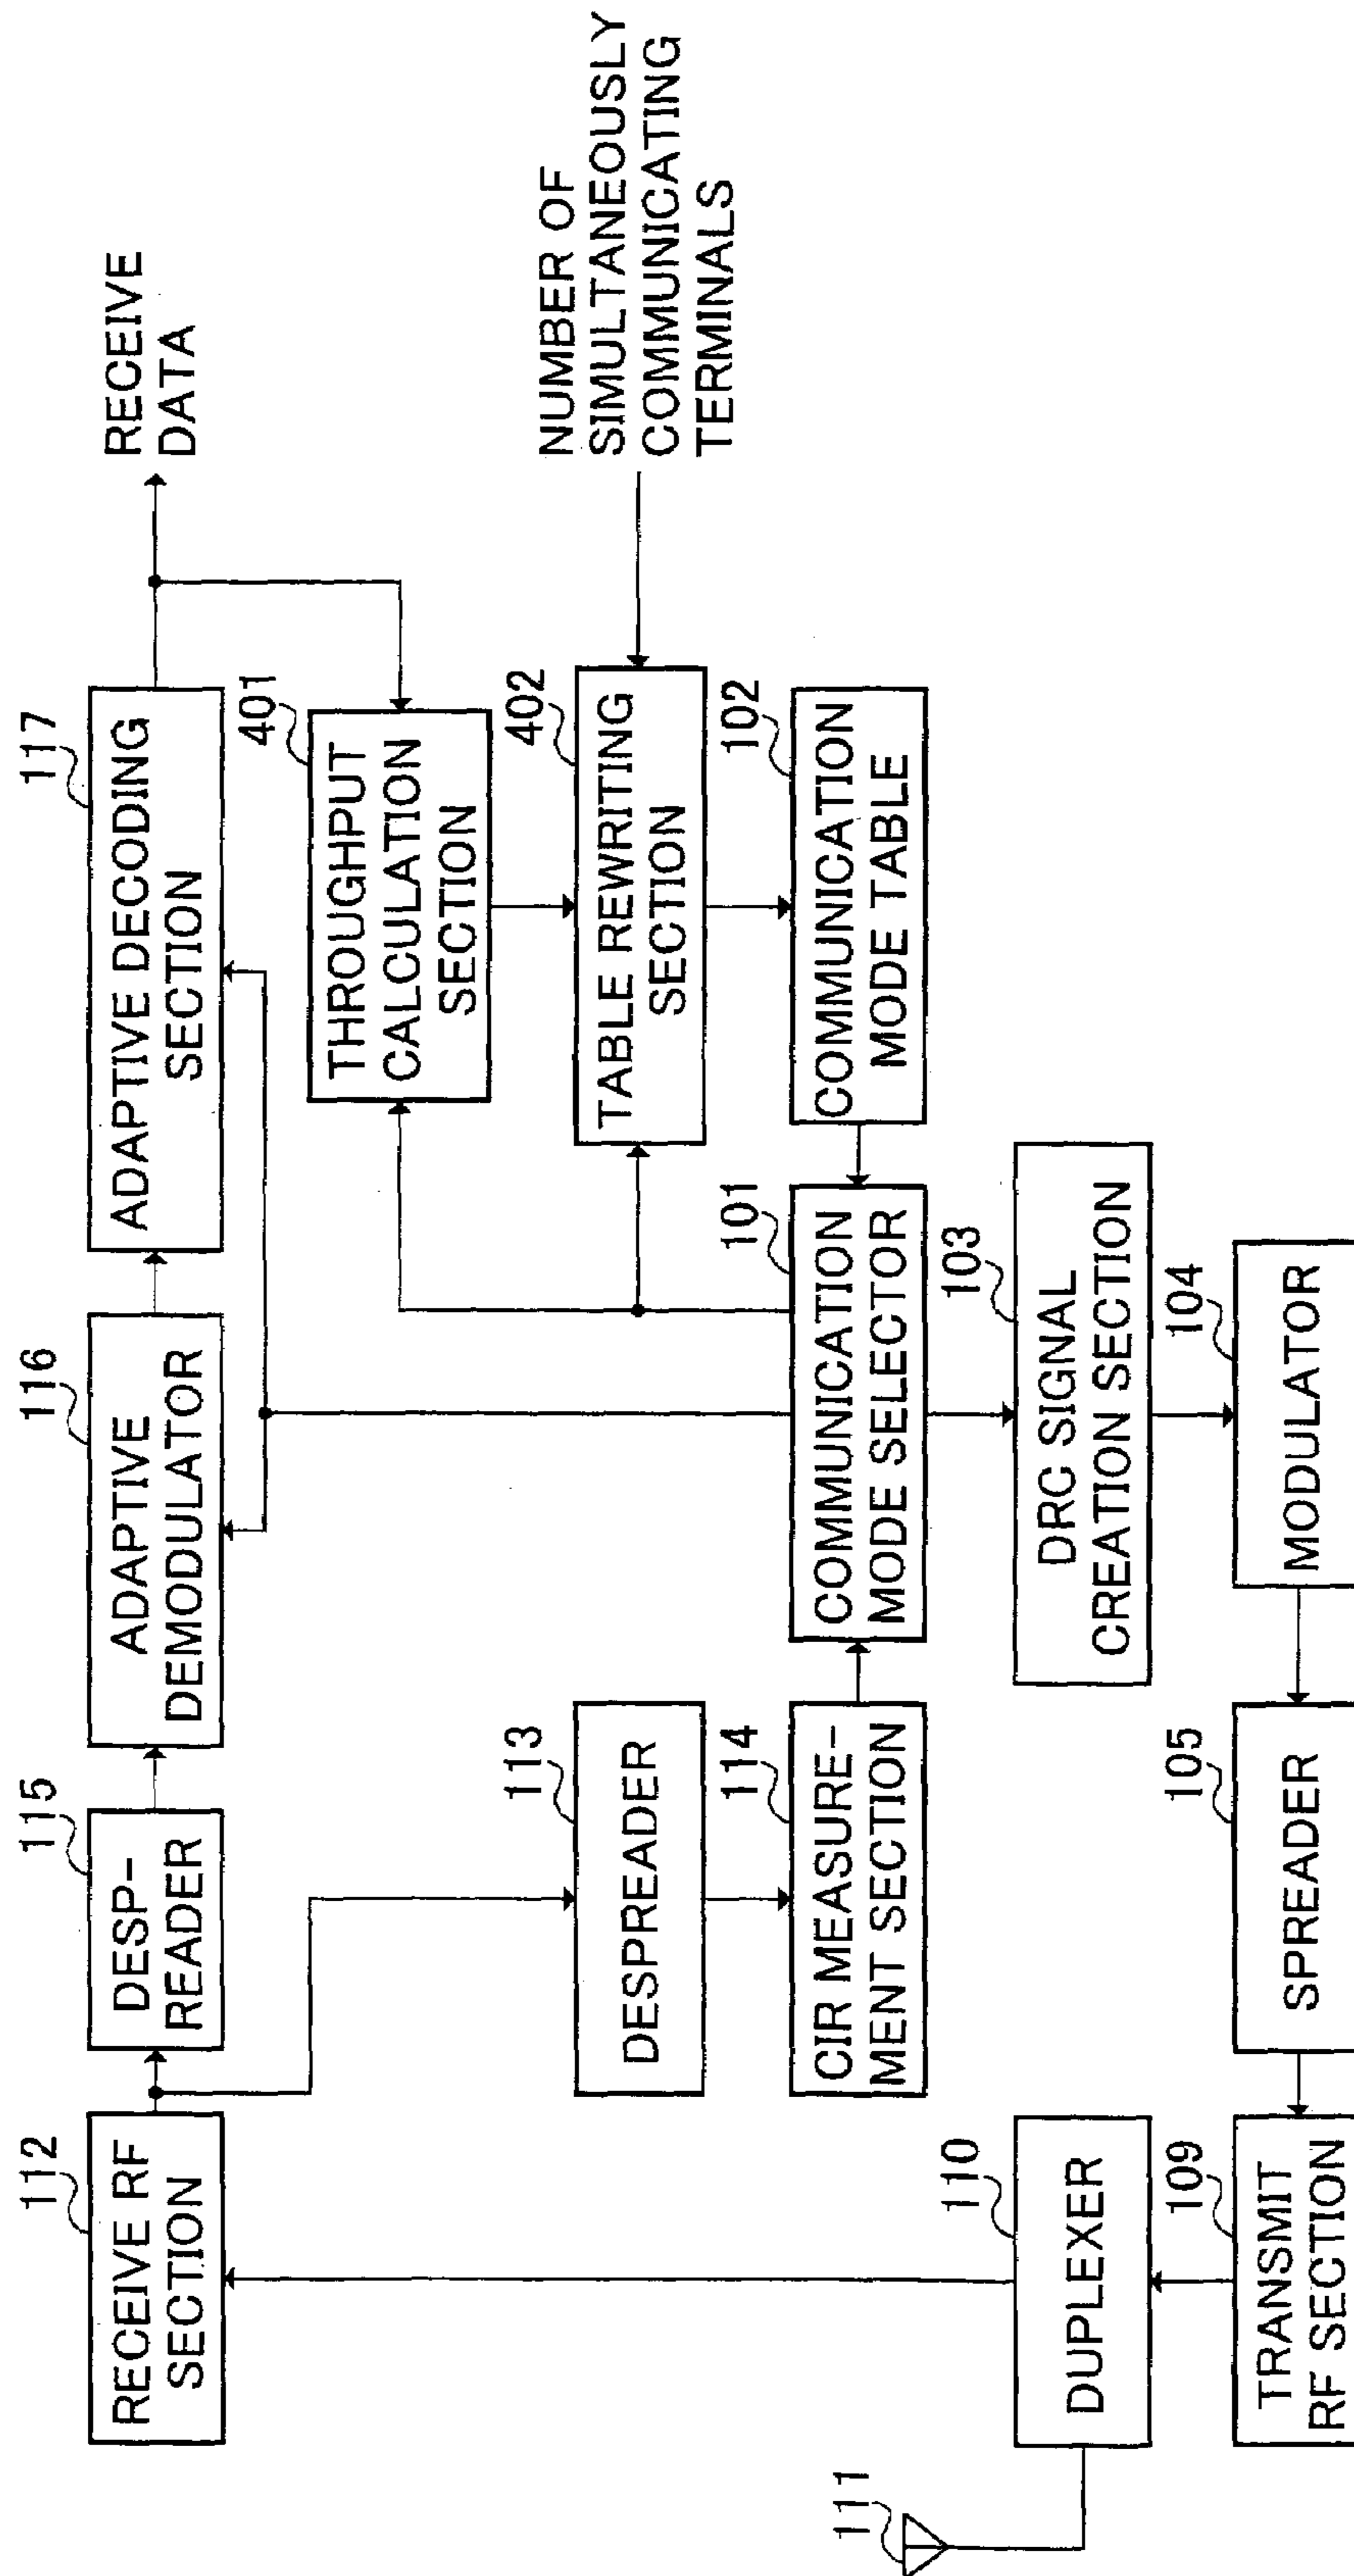 112
RECEIVE RF
SECTION
115
DESP-
READER
116
ADAPTIVE
DEMODULATOR
117
ADAPTIVE DECODING
SECTION
RECEIVE
DATA
401
THROUGHPUT
CALCULATION
SECTION
113
DESPREADER
402
TABLE REWRITING
SECTION
NUMBER OF
SIMULTANEOUSLY
COMMUNICATING
TERMINALS
114
CIR MEASURE-
MENT SECTION
101
COMMUNICATION
MODE SELECTOR
102
COMMUNICATION
MODE TABLE
111
110
DUPLEXER
103
DRC SIGNAL
CREATION SECTION
109
TRANSMIT
RF SECTION
105
SPREADER
104
MODULATOR